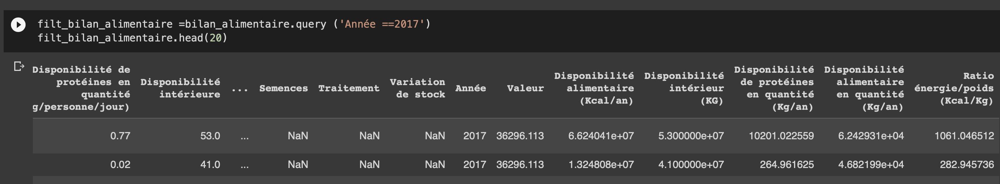 filt_bilan_alimentaire =bilan_alimentaire.query ('Année ==2017')
filt_bilan_alimentaire.head(20)
Disponibilité de
protéines en
quantité
g/personne/jour)
Disponibilité
intérieure
...
Semences
Traitement
Variation
de stock
Année
Valeur
Disponibilité
alimentaire
(Kcal/an)
Disponibilité
intérieur
(KG)
Disponibilité
de protéines
en quantité
(Kg/an)
Disponibilité
alimentaire
en quantité
(Kg/an)
Ratio
énergie/poids
(Kcal/Kg)
0.77 53.0 ... NaN NaN NaN 2017 36296.113 6.624041e+07 5.300000e+07 10201.022559 6.242931e+04 1061.046512
0.02 41.0 ... NaN NaN NaN 2017 36296.113 1.324808e+07 4.100000e+07 264.961625 4.682199e+04 282.945736